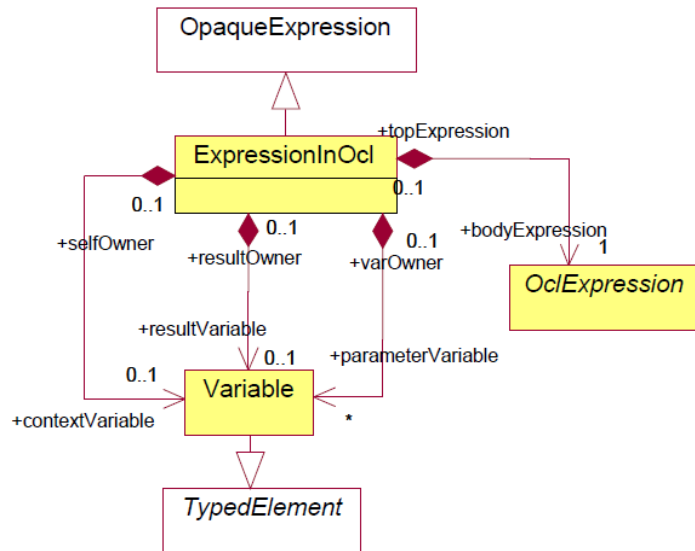 OpaqueExpression
+topExpression
ExpressionInOcl
0..1
0..1
0..1
0..1
+selfOwner
+resultOwner
+varOwner
+bodyExpression
1
OclExpression
+resultVariable
0..1
+parameterVariable
0..1
Variable
+contextVariable
*
TypedElement